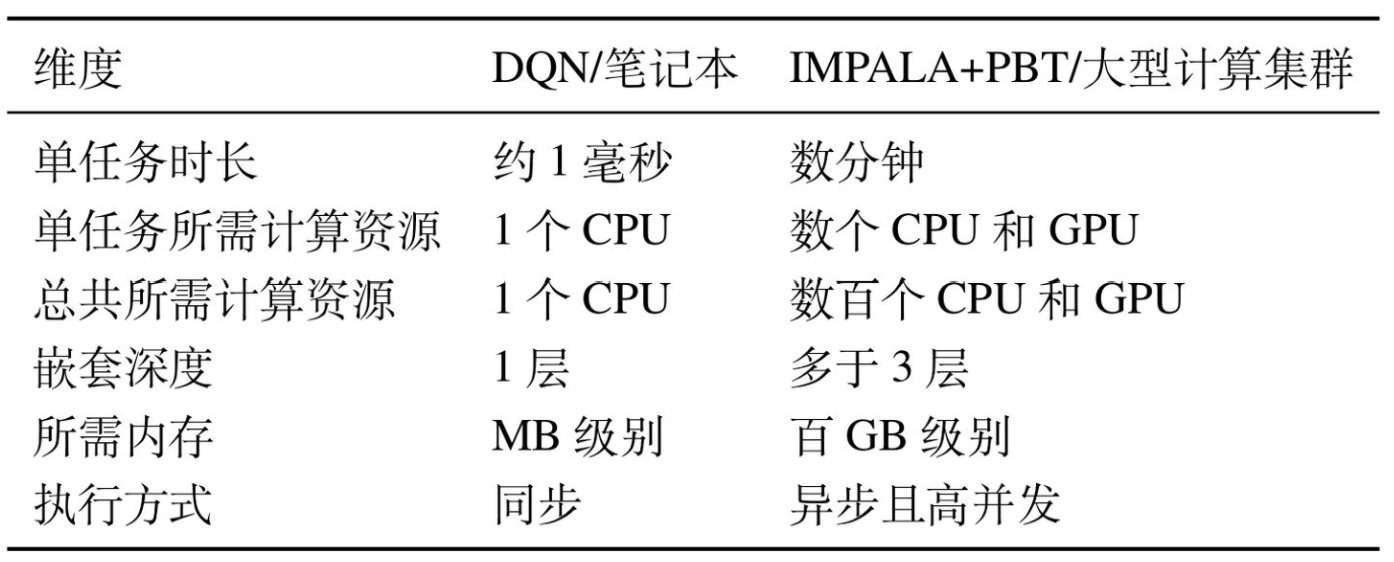 维度 DQN/笔记本 IMPALA+PBT/大型计算集群
单任务时长 约 1 毫秒 数分钟
单任务所需计算资源 1 个 CPU 数个 CPU 和 GPU
总共所需计算资源 1 个 CPU 数百个 CPU 和 GPU
嵌套深度 1 层 多于 3 层
所需内存 MB 级别 百 GB 级别
执行方式 同步 异步且高并发